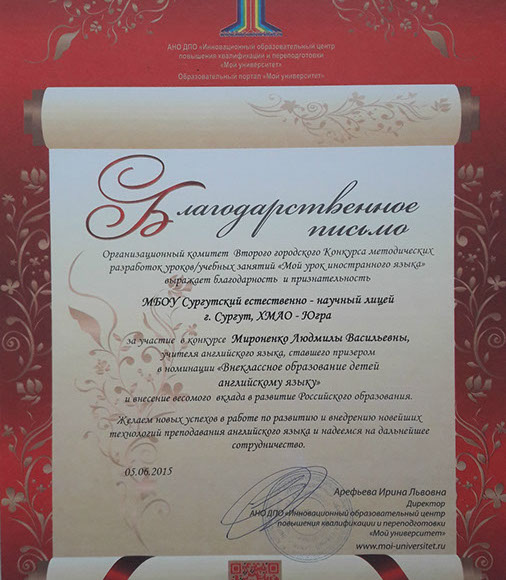 АНО ДПО «Инновационный образовательный центр
повышения квалификации и переподготовки
«Мой университет»
Образовательный портал «Мой университет»
Благодарственное
письмо
Организационный комитет Второго городского Конкурса методических
разработок уроков/учебных занятий «Мой урок иностранного языка»
выражает благодарность и признательность
МБОУ Сургутский естественно - научный лицей
г. Сургут, ХМАО - Югра
за участие в конкурсе Мироненко Людмилы Васильевны,
учителя английского языка, ставшего призером
в номинации «Внеклассное образование детей
английскому языку»
и внесение весомого вклада в развитие Российского образования.
Желаем новых успехов в работе по развитию и внедрению новейших
технологий преподавания английского языка и надеемся на дальнейшее
сотрудничество.
05.06.2015
Арефьева Ирина Львовна
Директор
АНО ДПО «Инновационный образовательный центр
повышения квалификации и переподготовки
«Мой университет»
www.moi-universitet.ru